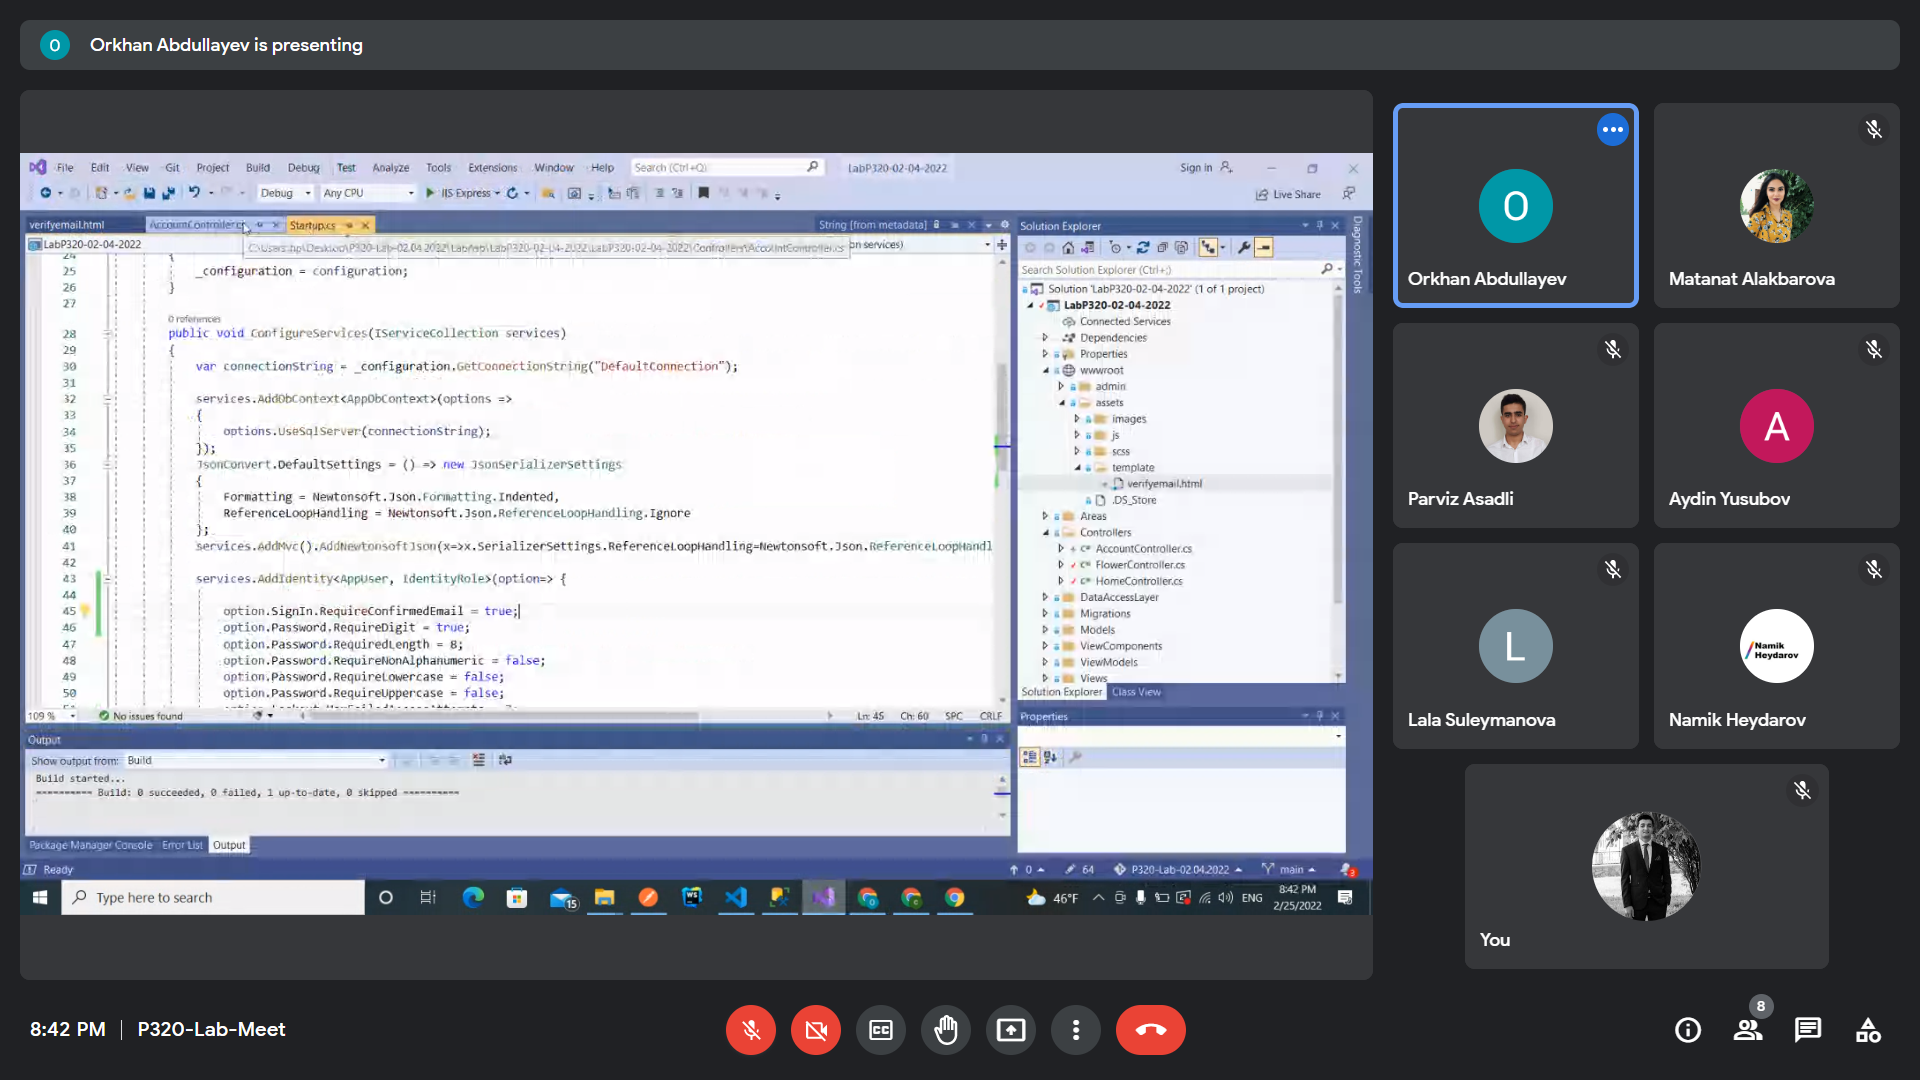 O Orkhan Abdullayev is presenting
File Edit View Git Project Build Debug Test Analyze Tools Extensions Window Help Search (Ctrl+Q) LabP320-02-04-2022 Sign in
Debug Any CPU IIS Express Live Share
verifyemail.html AccountController.cs Startup.cs String [from metadata]
LabP320-02-04-2022 C:\Users\hp\Desktop\P320-Lab-02.04.2022\LabApp\LabP320-02-04-2022\LabP320-02-04-2022\Controllers\AccountController.cs on services)
24 {
25 _configuration = configuration;
26 }
27
0 references
28 public void ConfigureServices(IServiceCollection services)
29 {
30 var connectionString = _configuration.GetConnectionString("DefaultConnection");
31
32 services.AddDbContext<AppDbContext>(options =>
33 {
34 options.UseSqlServer(connectionString);
35 });
36 JsonConvert.DefaultSettings = () => new JsonSerializerSettings
37 {
38 Formatting = Newtonsoft.Json.Formatting.Indented,
39 ReferenceLoopHandling = Newtonsoft.Json.ReferenceLoopHandling.Ignore
40 };
41 services.AddMvc().AddNewtonsoftJson(x=>x.SerializerSettings.ReferenceLoopHandling=Newtonsoft.Json.ReferenceLoopHandl
42
43 services.AddIdentity<AppUser, IdentityRole>(option=> {
44
45 option.SignIn.RequireConfirmedEmail = true;
46 option.Password.RequireDigit = true;
47 option.Password.RequiredLength = 8;
48 option.Password.RequireNonAlphanumeric = false;
49 option.Password.RequireLowercase = false;
50 option.Password.RequireUppercase = false;
109 % No issues found Ln: 45 Ch: 60 SPC CRLF
Output
Show output from: Build
Build started...
---------- Build: 0 succeeded, 0 failed, 1 up-to-date, 0 skipped ----------
Package Manager Console Error List Output
Solution Explorer
Search Solution Explorer (Ctrl+;)
Solution 'LabP320-02-04-2022' (1 of 1 project)
LabP320-02-04-2022
Connected Services
Dependencies
Properties
wwwroot
admin
assets
images
js
scss
template
verifyemail.html
.DS_Store
Areas
Controllers
AccountController.cs
FlowerController.cs
HomeController.cs
DataAccessLayer
Migrations
Models
ViewComponents
ViewModels
Views
Solution Explorer Class View
Properties
Diagnostic Tools
Ready 0 64 P320-Lab-02.04.2022 main 3
Type here to search 15 46°F ENG 8:42 PM
2/25/2022
O
Orkhan Abdullayev
Matanat Alakbarova
Parviz Asadli
A
Aydin Yusubov
L
Lala Suleymanova
Namik
Heydarov
Namik Heydarov
You
8:42 PM | P320-Lab-Meet
CC
8